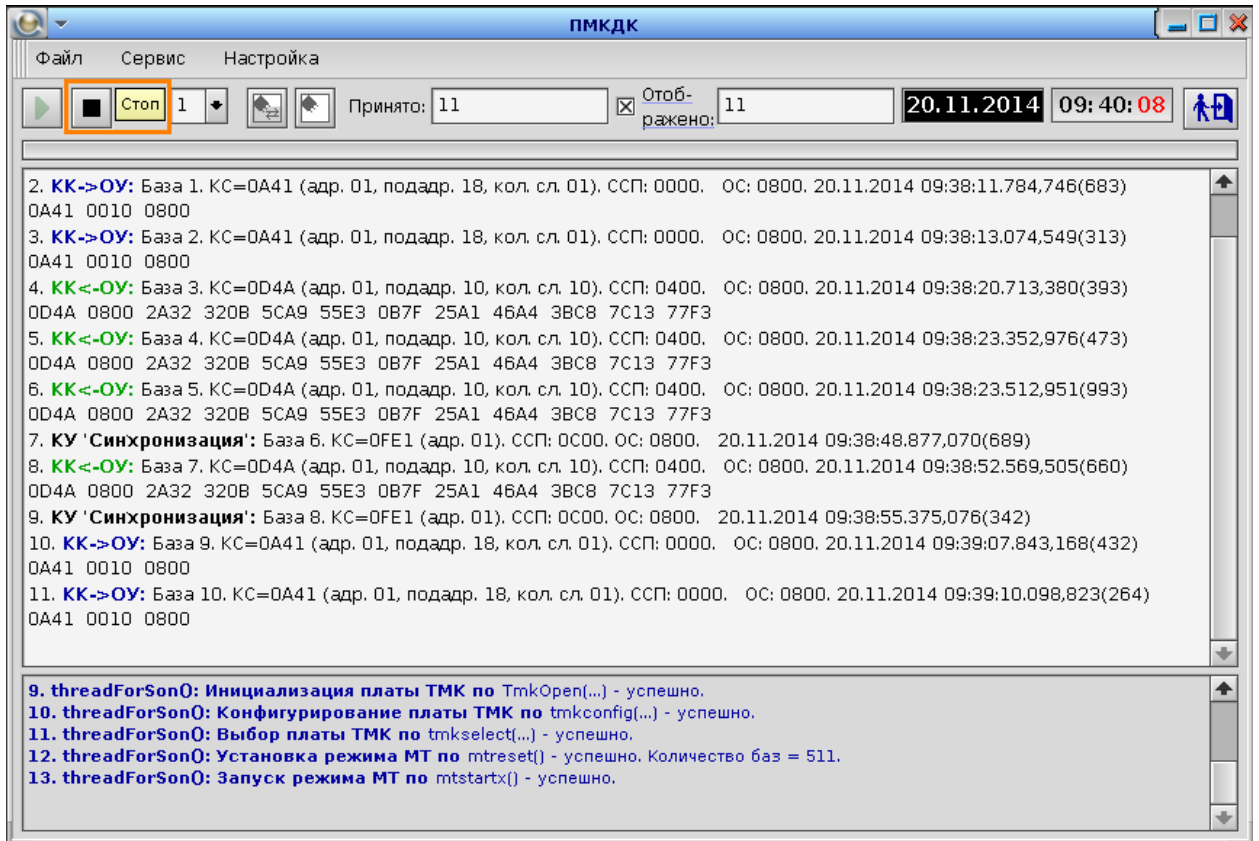 ПМКДК
Файл Сервис Настройка
Стоп 1 Принято: 11 Отоб-
ражено: 11 20.11.2014 09:40:08
2. КК->ОУ: База 1. КС=0A41 (адр. 01, подадр. 18, кол. сл. 01). ССП: 0000. ОС: 0800. 20.11.2014 09:38:11.784,746(683)
0A41 0010 0800
3. КК->ОУ: База 2. КС=0A41 (адр. 01, подадр. 18, кол. сл. 01). ССП: 0000. ОС: 0800. 20.11.2014 09:38:13.074,549(313)
0A41 0010 0800
4. КК<-ОУ: База 3. КС=0D4A (адр. 01, подадр. 10, кол. сл. 10). ССП: 0400. ОС: 0800. 20.11.2014 09:38:20.713,380(393)
0D4A 0800 2A32 320B 5CA9 55E3 0B7F 25A1 46A4 3BC8 7C13 77F3
5. КК<-ОУ: База 4. КС=0D4A (адр. 01, подадр. 10, кол. сл. 10). ССП: 0400. ОС: 0800. 20.11.2014 09:38:23.352,976(473)
0D4A 0800 2A32 320B 5CA9 55E3 0B7F 25A1 46A4 3BC8 7C13 77F3
6. КК<-ОУ: База 5. КС=0D4A (адр. 01, подадр. 10, кол. сл. 10). ССП: 0400. ОС: 0800. 20.11.2014 09:38:23.512,951(993)
0D4A 0800 2A32 320B 5CA9 55E3 0B7F 25A1 46A4 3BC8 7C13 77F3
7. КУ 'Синхронизация': База 6. КС=0FE1 (адр. 01). ССП: 0C00. ОС: 0800. 20.11.2014 09:38:48.877,070(689)
8. КК<-ОУ: База 7. КС=0D4A (адр. 01, подадр. 10, кол. сл. 10). ССП: 0400. ОС: 0800. 20.11.2014 09:38:52.569,505(660)
0D4A 0800 2A32 320B 5CA9 55E3 0B7F 25A1 46A4 3BC8 7C13 77F3
9. КУ 'Синхронизация': База 8. КС=0FE1 (адр. 01). ССП: 0C00. ОС: 0800. 20.11.2014 09:38:55.375,076(342)
10. КК->ОУ: База 9. КС=0A41 (адр. 01, подадр. 18, кол. сл. 01). ССП: 0000. ОС: 0800. 20.11.2014 09:39:07.843,168(432)
0A41 0010 0800
11. КК->ОУ: База 10. КС=0A41 (адр. 01, подадр. 18, кол. сл. 01). ССП: 0000. ОС: 0800. 20.11.2014 09:39:10.098,823(264)
0A41 0010 0800
9. threadForSon(): Инициализация платы ТМК по TmkOpen(...) - успешно.
10. threadForSon(): Конфигурирование платы ТМК по tmkconfig(...) - успешно.
11. threadForSon(): Выбор платы ТМК по tmkselect(...) - успешно.
12. threadForSon(): Установка режима МТ по mtreset() - успешно. Количество баз = 511.
13. threadForSon(): Запуск режима МТ по mtstartx() - успешно.